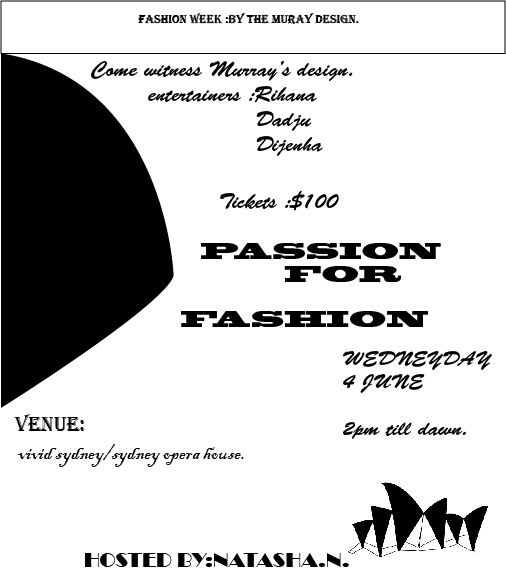 FASHION WEEK :BY THE MURAY DESIGN.
Come witness Murray's design.
entertainers :Rihana
Dadju
Dijenha
Tickets :$100
PASSION
FOR
FASHION
WEDNEYDAY
4 JUNE
VENUE:
2pm till dawn.
vivid sydney/sydney opera house.
HOSTED BY:NATASHA.N.